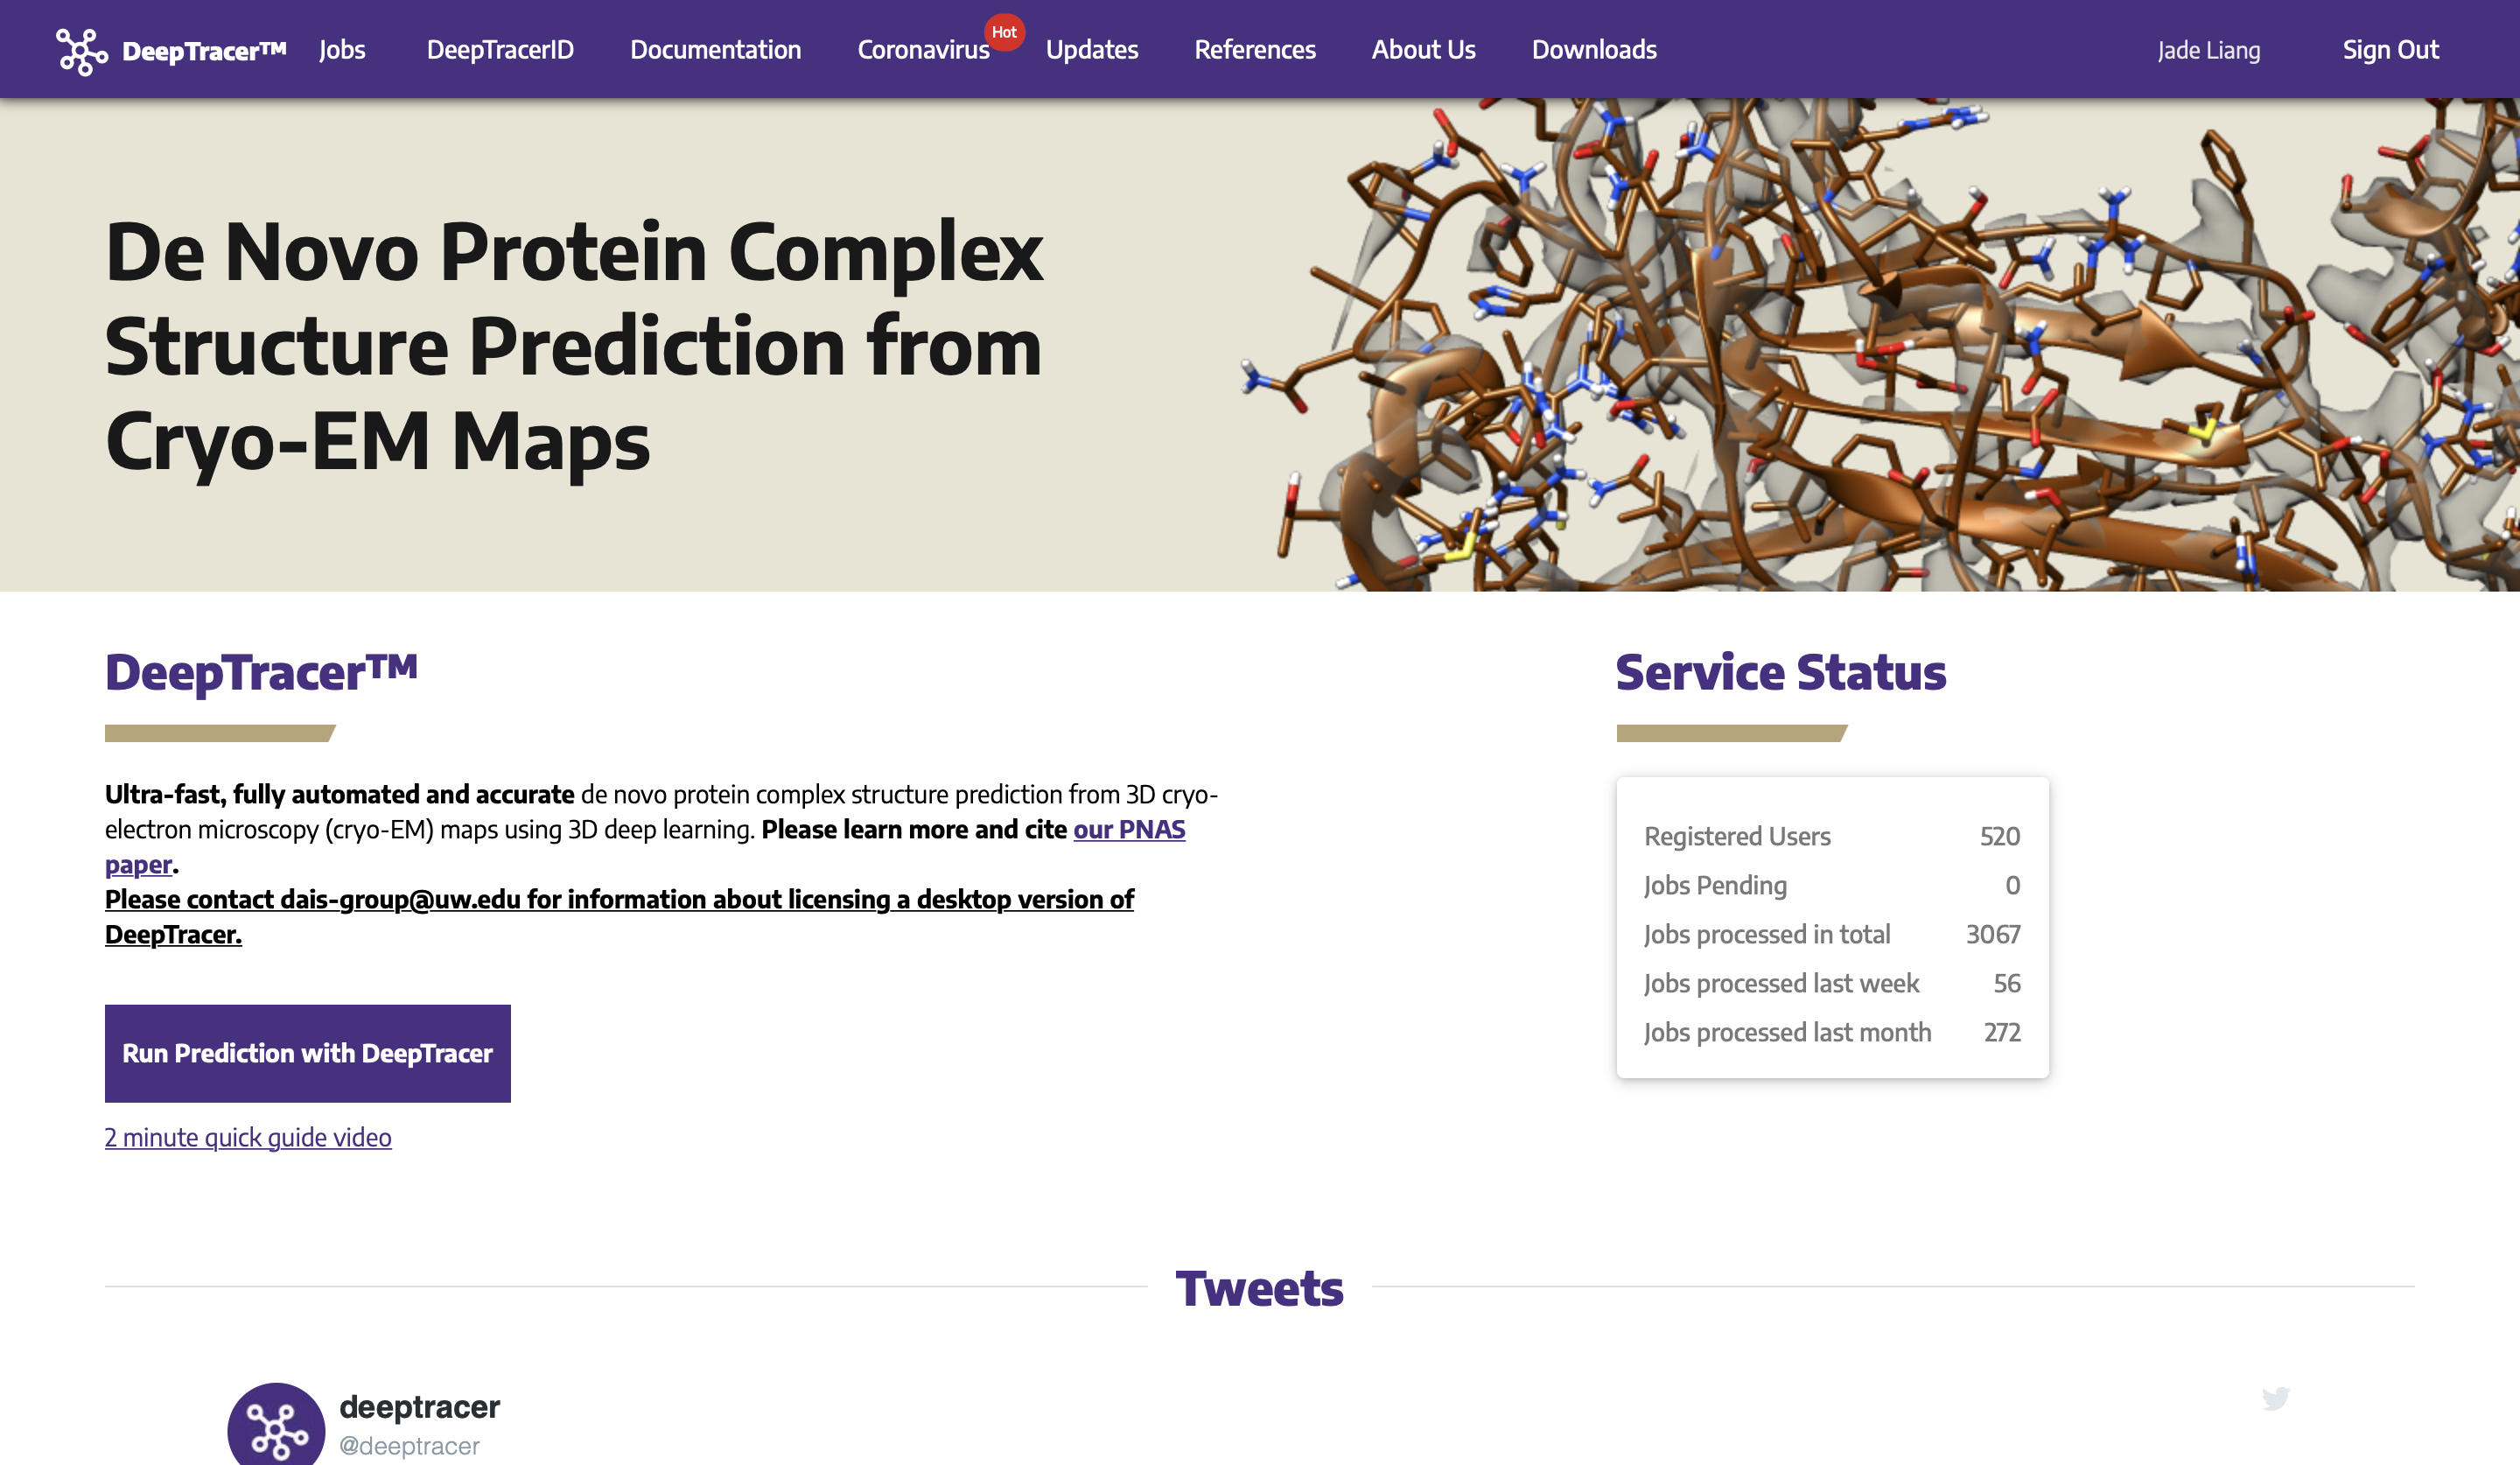 DeepTracer™ Jobs DeepTracerID Documentation Coronavirus Hot Updates References About Us Downloads Jade Liang Sign Out
De Novo Protein Complex
Structure Prediction from
Cryo-EM Maps
DeepTracer™
Ultra-fast, fully automated and accurate de novo protein complex structure prediction from 3D cryo-
electron microscopy (cryo-EM) maps using 3D deep learning. Please learn more and cite our PNAS
paper.
Please contact dais-group@uw.edu for information about licensing a desktop version of
DeepTracer.
Run Prediction with DeepTracer
2 minute quick guide video
Service Status
Registered Users 520
Jobs Pending 0
Jobs processed in total 3067
Jobs processed last week 56
Jobs processed last month 272
Tweets
deeptracer
@deeptracer